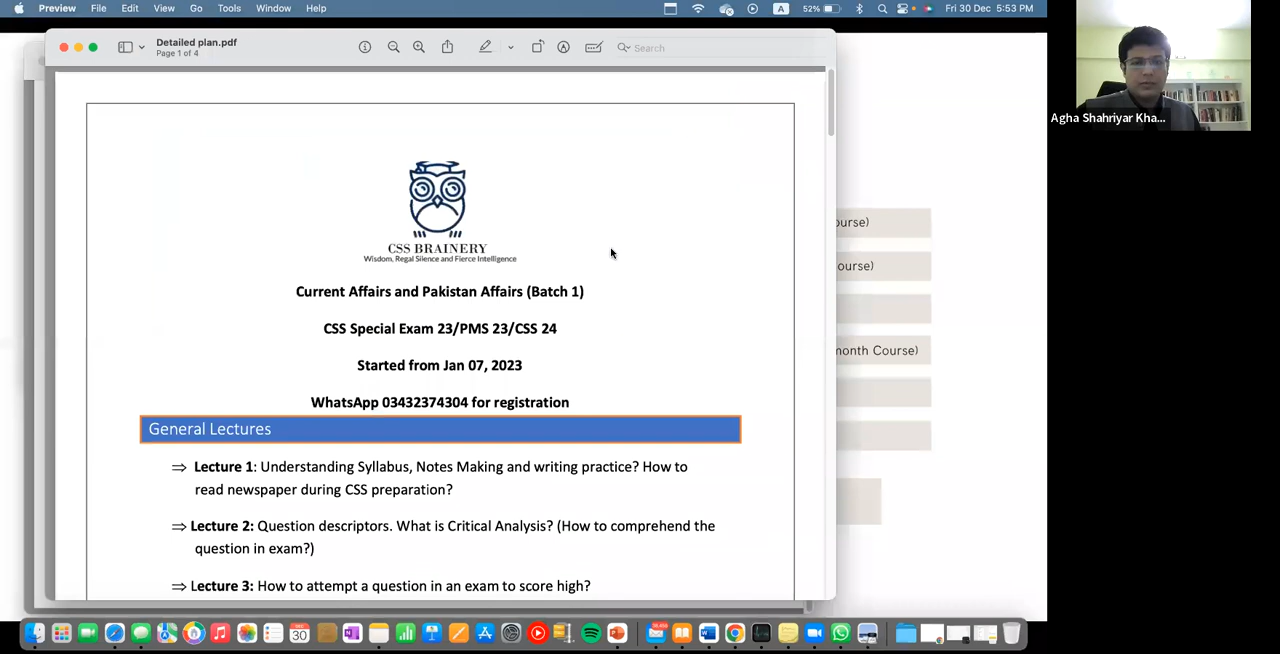 Preview File Edit View Go Tools Window Help
A 52% Fri 30 Dec 5:53 PM
Detailed plan.pdf
Page 1 of 4
Search
Agha Shahriyar Kha...
CSS BRAINERY
Wisdom, Regal Silence and Fierce Intelligence
Current Affairs and Pakistan Affairs (Batch 1)
CSS Special Exam 23/PMS 23/CSS 24
Started from Jan 07, 2023
WhatsApp 03432374304 for registration
General Lectures
⇒ Lecture 1: Understanding Syllabus, Notes Making and writing practice? How to
read newspaper during CSS preparation?
⇒ Lecture 2: Question descriptors. What is Critical Analysis? (How to comprehend the
question in exam?)
⇒ Lecture 3: How to attempt a question in an exam to score high?
ourse)
ourse)
month Course)
30